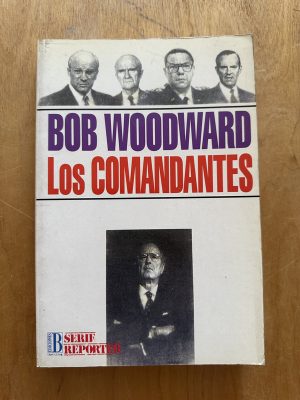 BOB WOODWARD
Los COMANDANTES
B SERIE
REPORTER